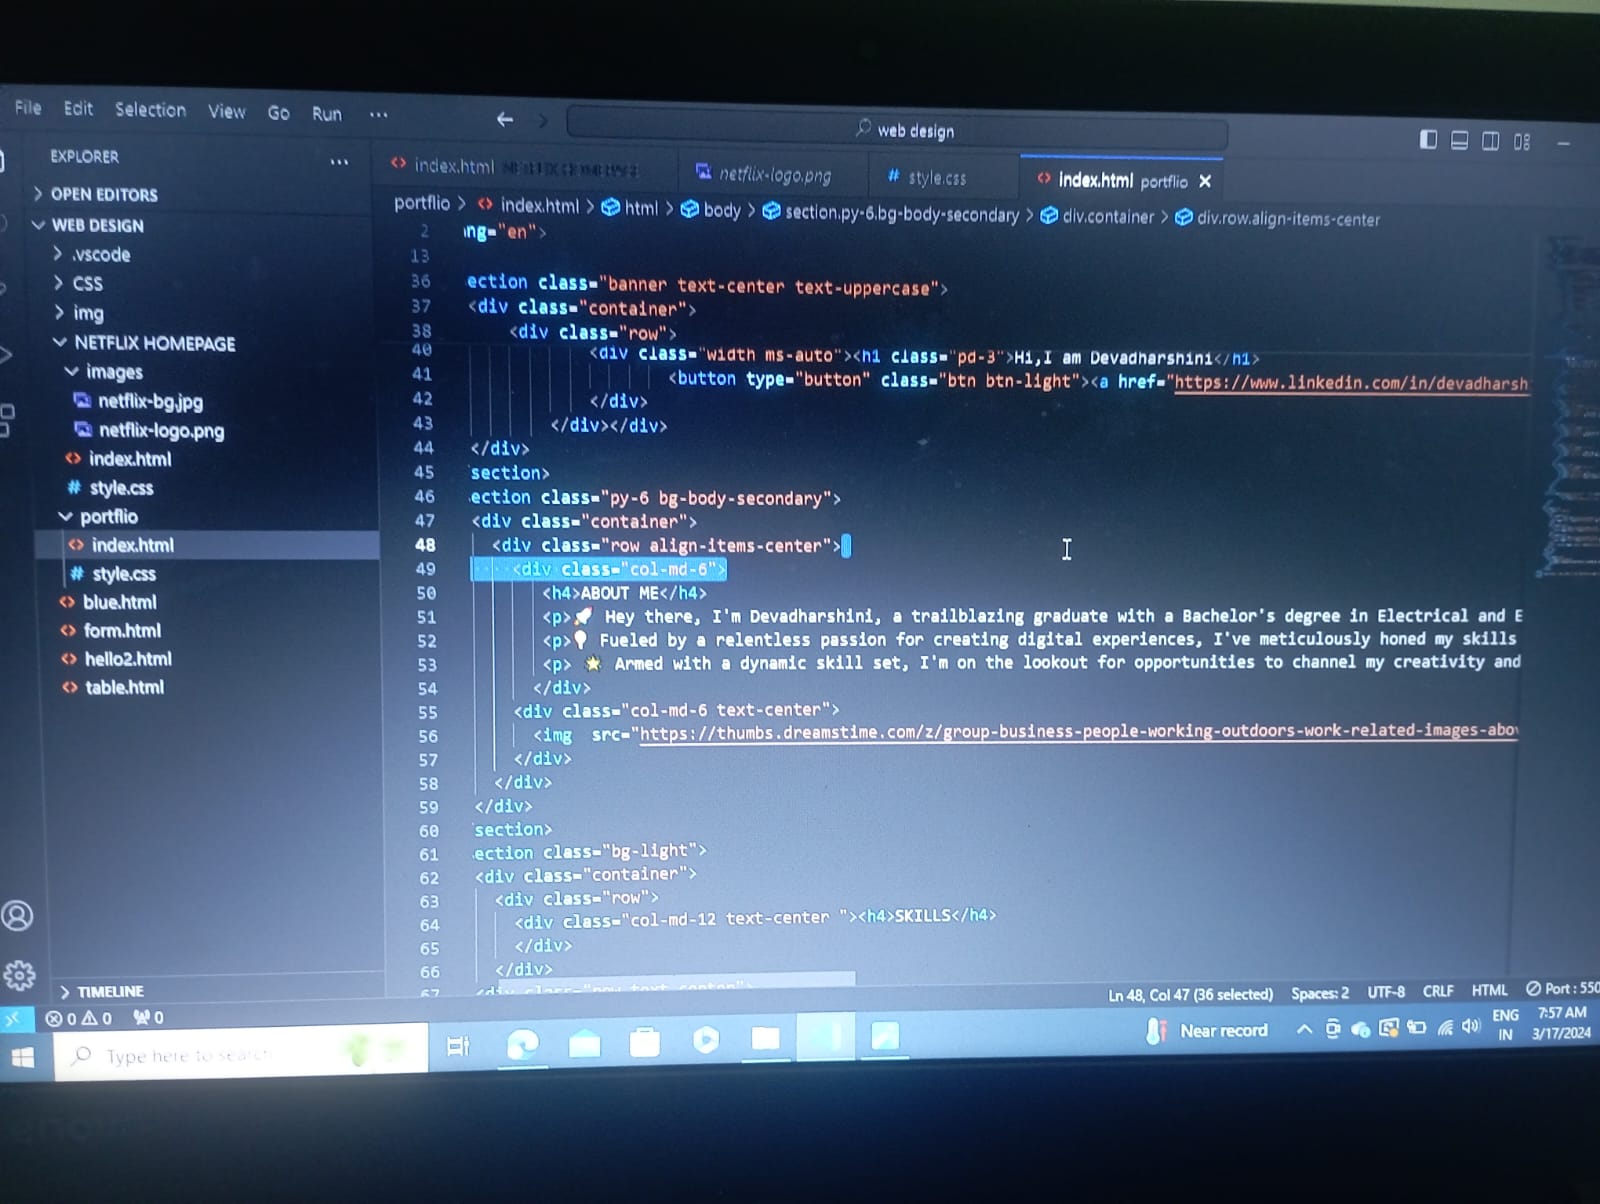 File Edit Selection View Go Run ...
web design
EXPLORER ...
OPEN EDITORS
WEB DESIGN
.vscode
CSS
img
NETFLIX HOMEPAGE
images
netflix-bg.jpg
netflix-logo.png
index.html
style.css
portflio
index.html
style.css
blue.html
form.html
hello2.html
table.html
TIMELINE
index.html NETFLIX HOMEPAGE netflix-logo.png # style.css index.html portflio
portflio > index.html > html > body > section.py-6.bg-body-secondary > div.container > div.row.align-items-center
2 ng="en">
13
36 ection class="banner text-center text-uppercase">
37 <div class="container">
38 <div class="row">
40 <div class="width ms-auto"><h1 class="pd-3">Hi,I am Devadharshini</h1>
41 <button type="button" class="btn btn-light"><a href="https://www.linkedin.com/in/devadharsh
42 </div>
43 </div></div>
44 </div>
45 section>
46 ection class="py-6 bg-body-secondary">
47 <div class="container">
48 <div class="row align-items-center">
49 <div class="col-md-6">
50 <h4>ABOUT ME</h4>
51 <p>🚀 Hey there, I'm Devadharshini, a trailblazing graduate with a Bachelor's degree in Electrical and E
52 <p>💡 Fueled by a relentless passion for creating digital experiences, I've meticulously honed my skills
53 <p> 🌟 Armed with a dynamic skill set, I'm on the lookout for opportunities to channel my creativity and
54 </div>
55 <div class="col-md-6 text-center">
56 <img src="https://thumbs.dreamstime.com/z/group-business-people-working-outdoors-work-related-images-abov
57 </div>
58 </div>
59 </div>
60 section>
61 ection class="bg-light">
62 <div class="container">
63 <div class="row">
64 <div class="col-md-12 text-center "><h4>SKILLS</h4>
65 </div>
66 </div>
67 <div class="row text-center">
0 0 0 Ln 48, Col 47 (36 selected) Spaces: 2 UTF-8 CRLF HTML Port : 550
Type here to search Near record ENG IN 7:57 AM 3/17/2024